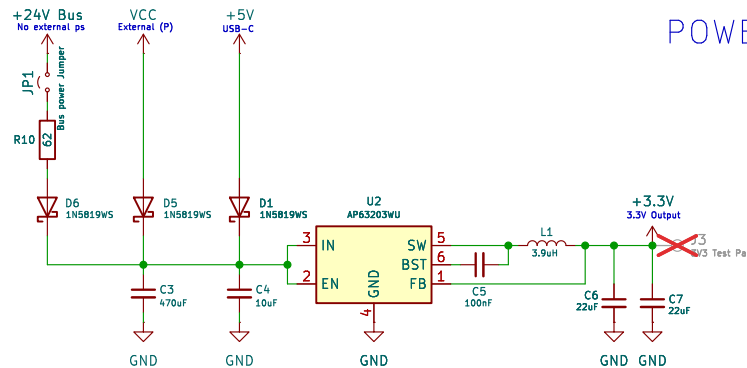 +24V Bus
No external ps
VCC
External (P)
+5V
USB-C
POWE
JP1
Bus power Jumper
R10
62
D6
1N5819WS
D5
1N5819WS
D1
1N5819WS
U2
AP63203WU
3
IN
2
EN
SW
5
BST
6
FB
1
GND
4
L1
3.9uH
+3.3V
3.3V Output
J3
3V3 Test Pa
C3
470uF
C4
10uF
C5
100nF
C6
22uF
C7
22uF
GND
GND
GND
GND
GND